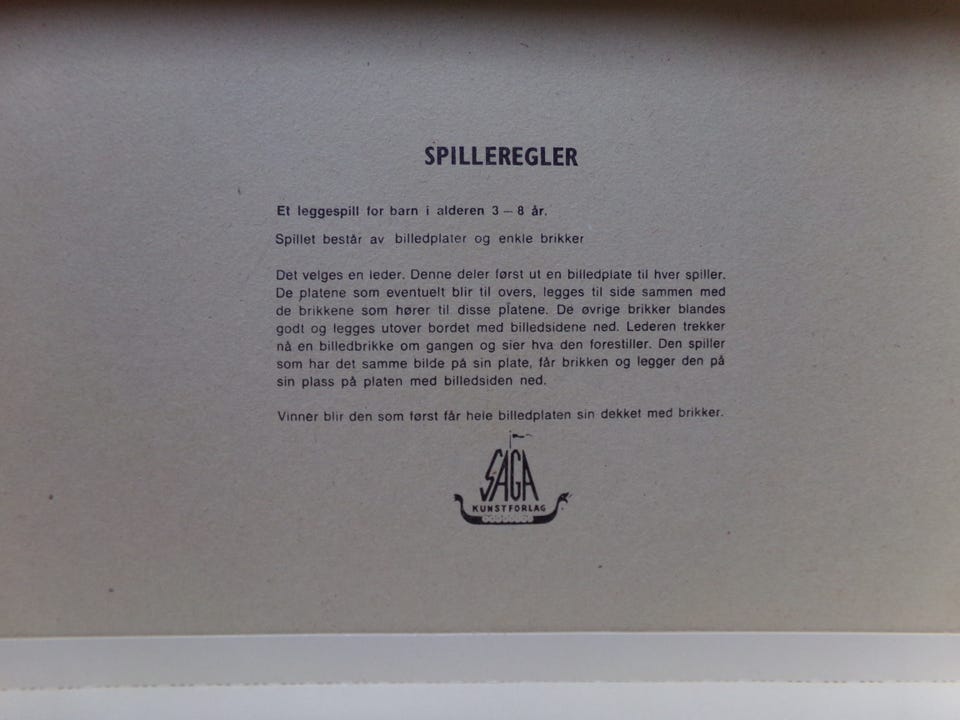 SPILLEREGLER
Et leggespill for barn i alderen 3 – 8 år.
Spillet består av billedplater og enkle brikker
Det velges en leder. Denne deler først ut en billedplate til hver spiller.
De platene som eventuelt blir til overs, legges til side sammen med
de brikkene som hører til disse platene. De øvrige brikker blandes
godt og legges utover bordet med billedsidene ned. Lederen trekker
nå en billedbrikke om gangen og sier hva den forestiller. Den spiller
som har det samme bilde på sin plate, får brikken og legger den på
sin plass på platen med billedsiden ned.
Vinner blir den som først får hele billedplaten sin dekket med brikker.
SAGA
KUNSTFORLAG